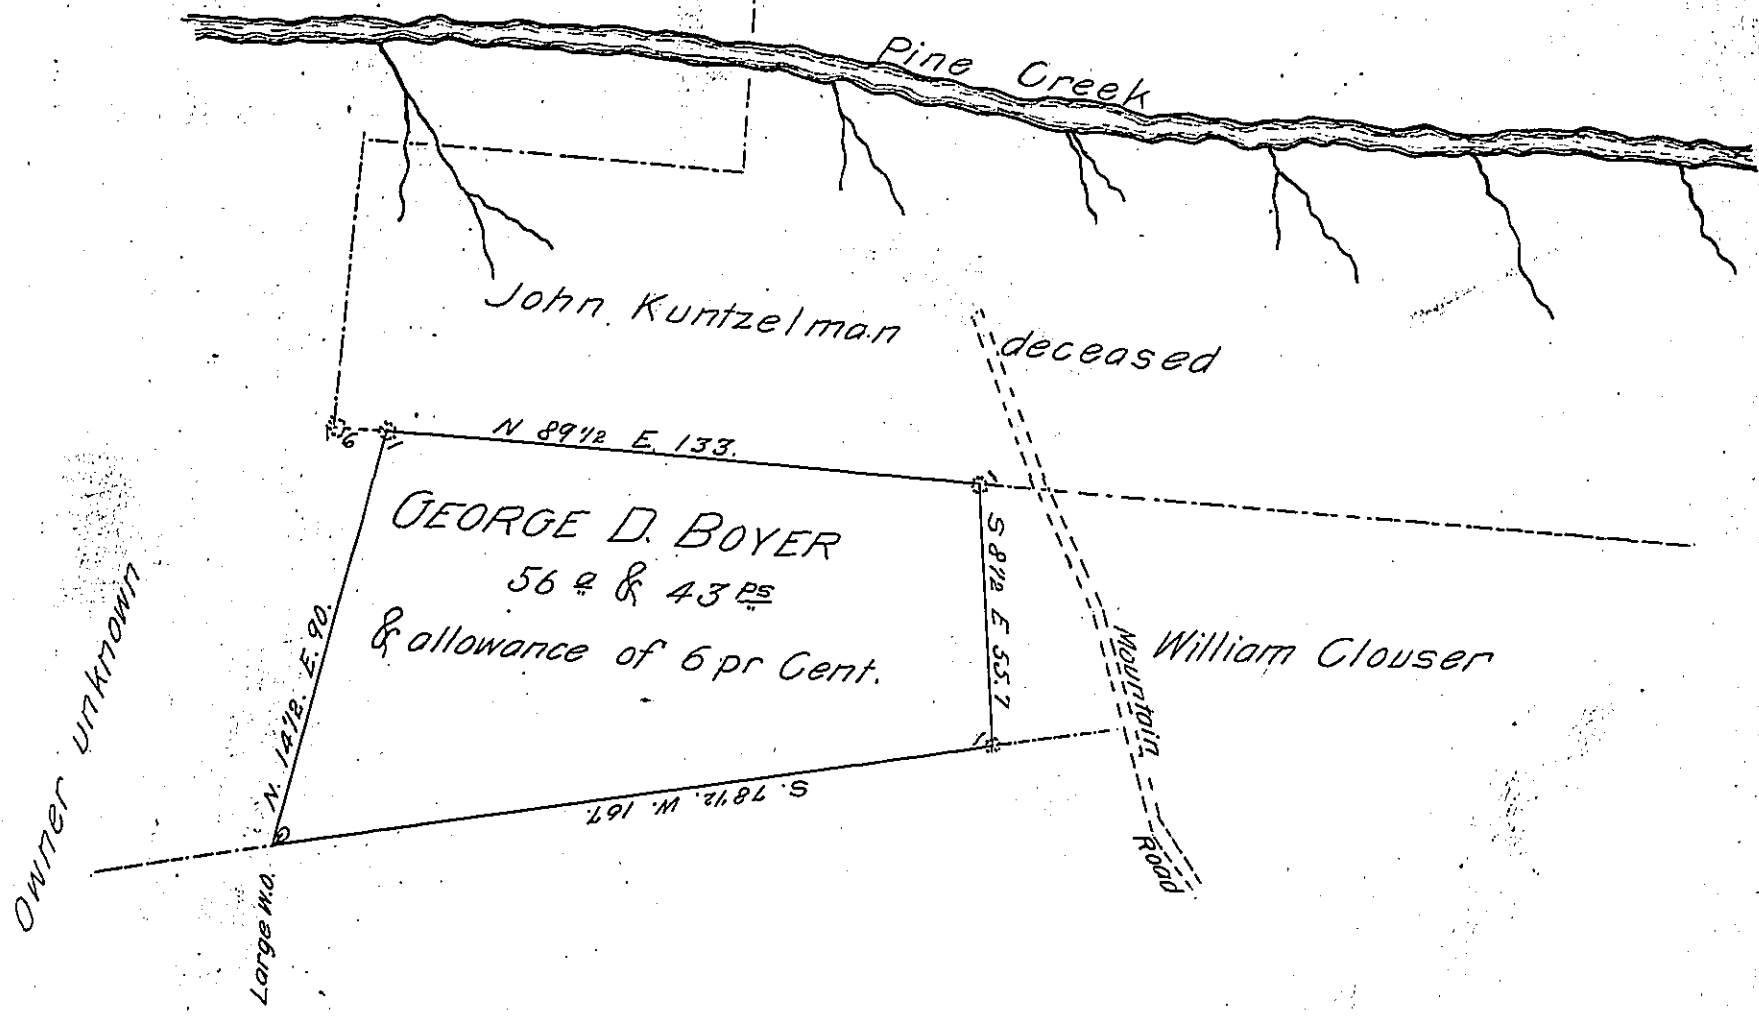 Pine Creek
John Kuntzelman deceased
6
N 89½ E. 133.
GEORGE D. BOYER
56 a & 43 ps
& allowance of 6 pr Cent.
S 8½ E 55.7
N. 14½. E. 90.
S. 78½. W. 167.
Owner unknown
William Clouser
Mountain Road
Large W.O.